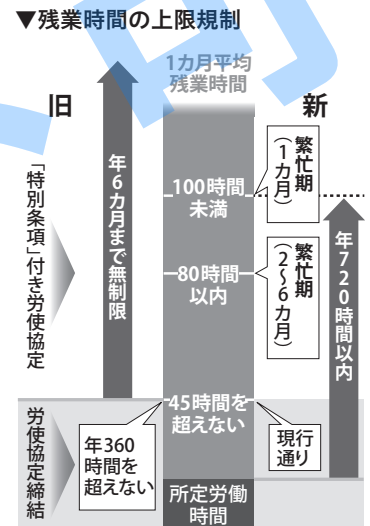 ▼残業時間の上限規制
1カ月平均
残業時間
旧
新
「特別条項」付き労使協定
年6カ月まで無制限
100時間
未満
繁忙期
（1カ月）
80時間
以内
繁忙期
（2～6カ月）
年720時間以内
45時間を
超えない
労使協定締結
年360
時間を
超えない
現行
通り
所定労働
時間